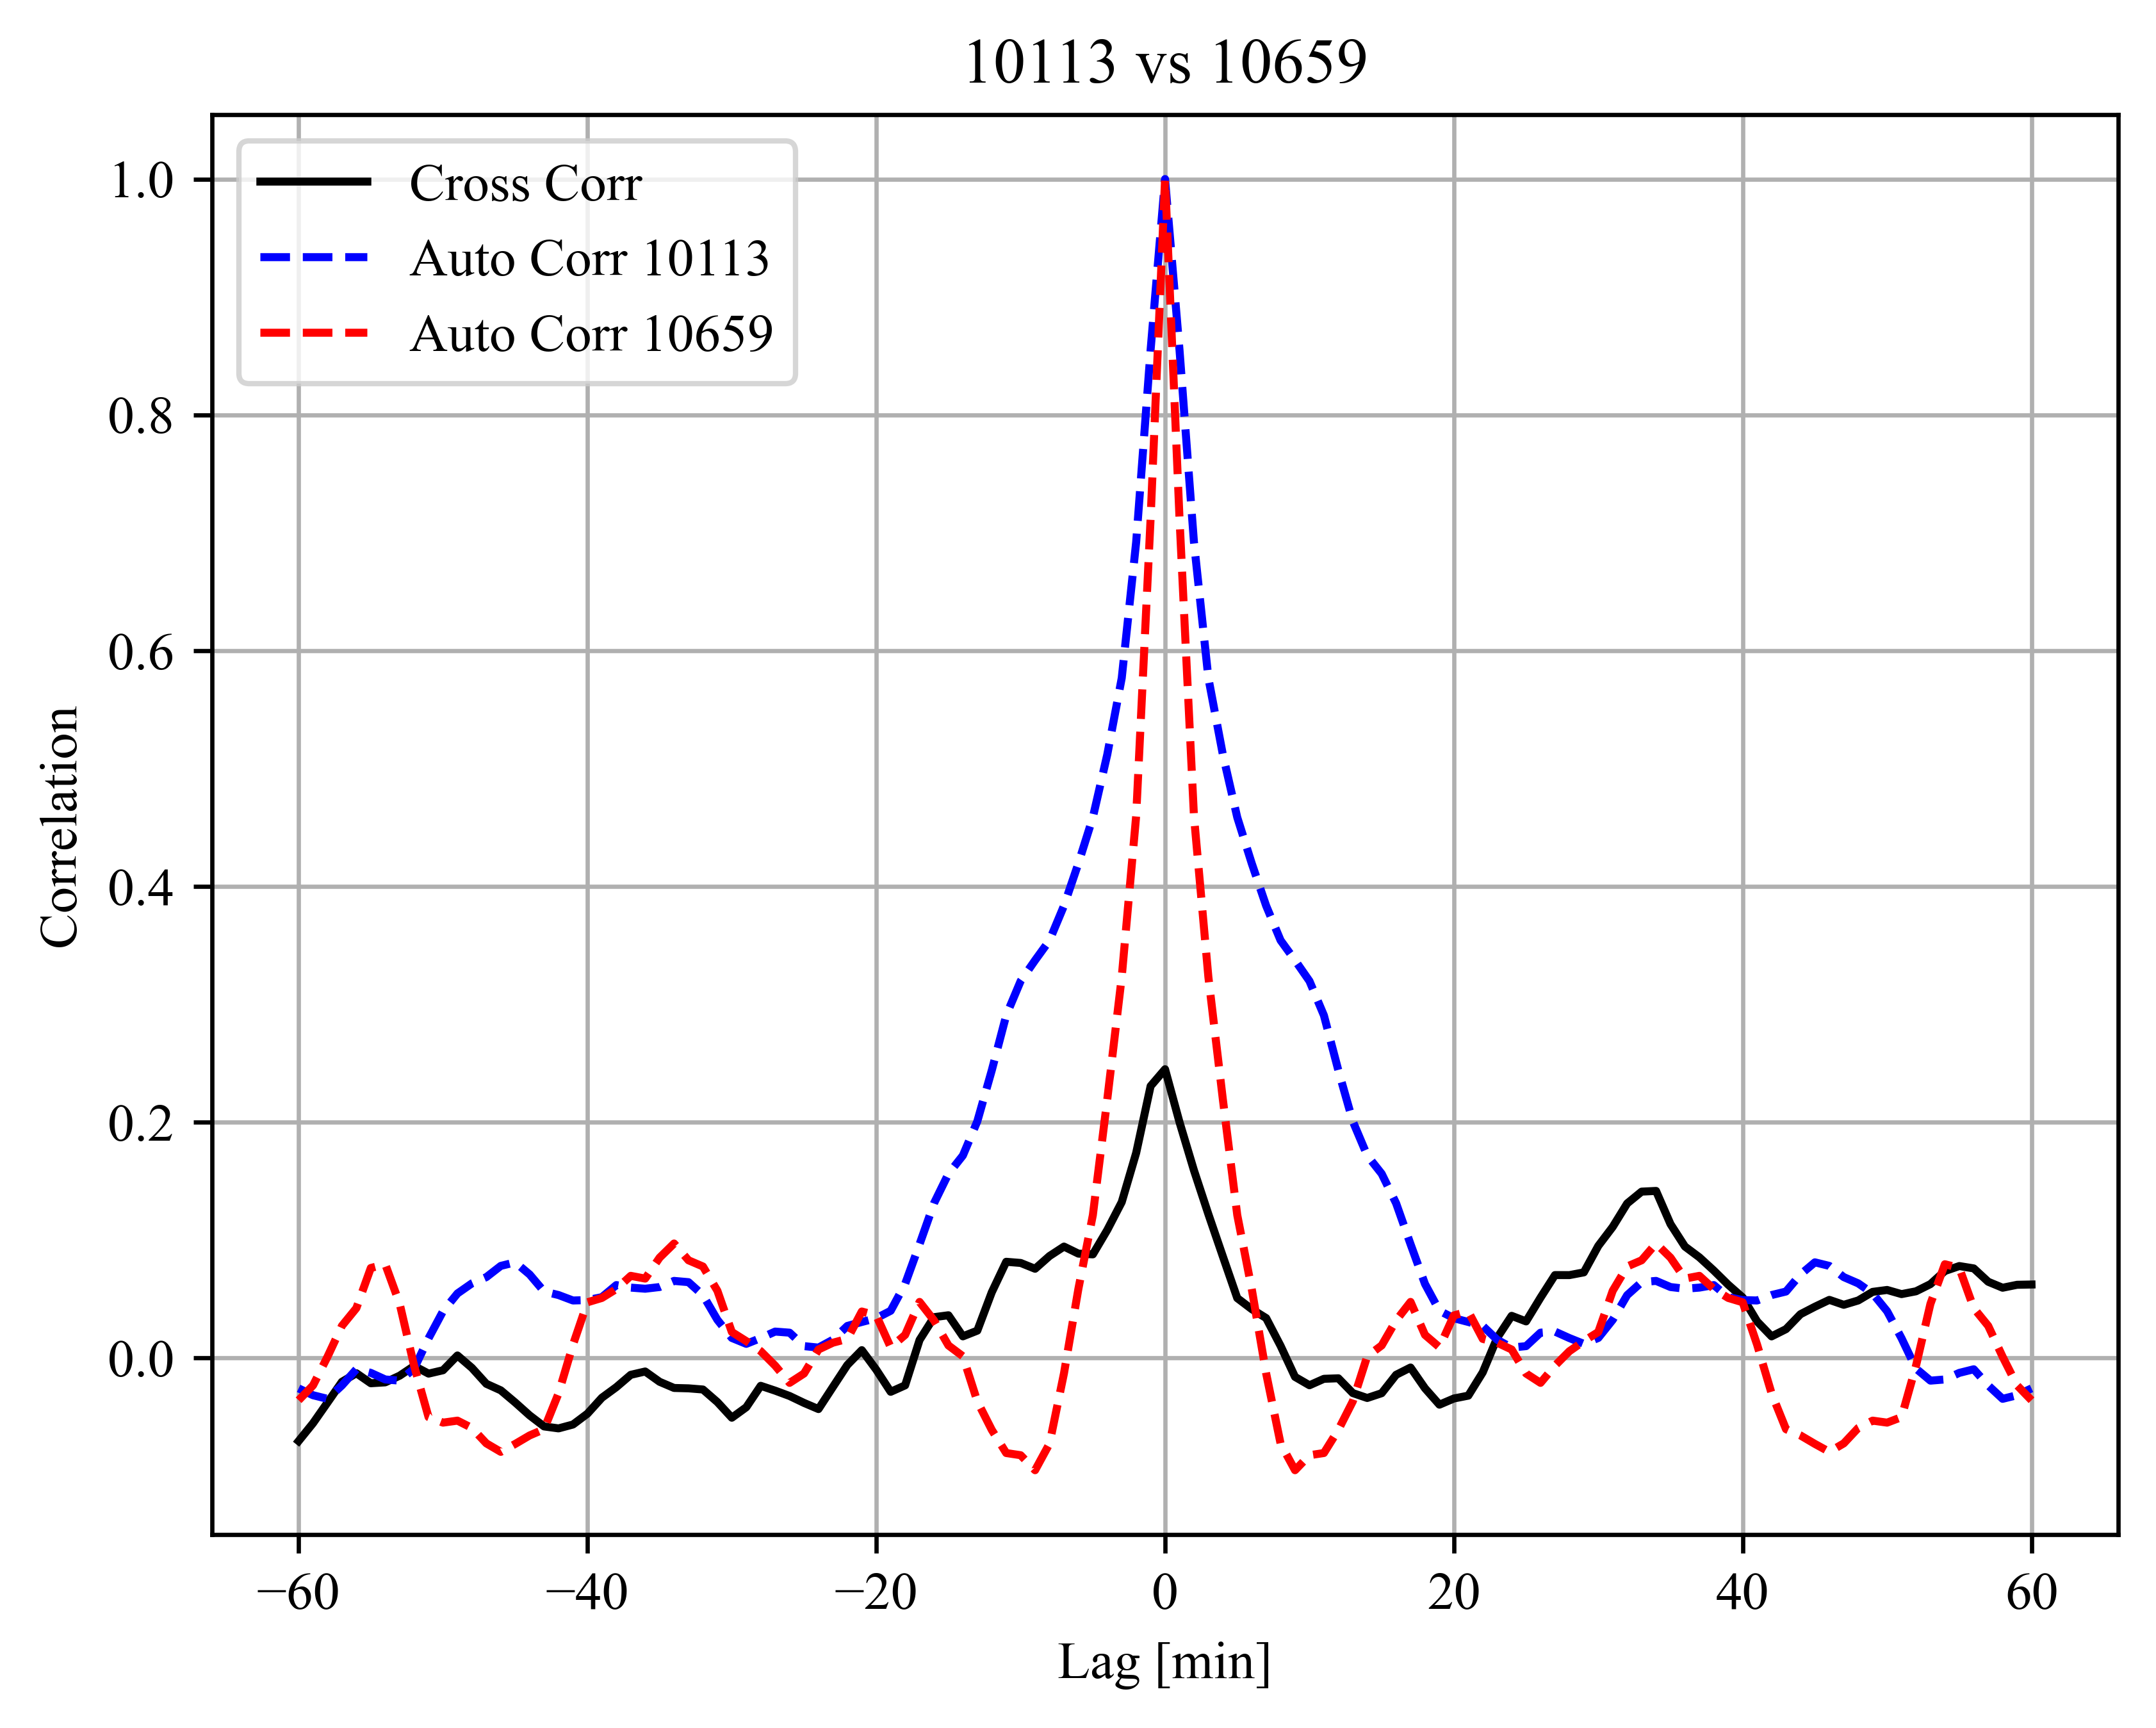 10113 vs 10659
Cross Corr
Auto Corr 10113
Auto Corr 10659
1.0
0.8
0.6
0.4
0.2
0.0
Correlation
−60 −40 −20 0 20 40 60
Lag [min]